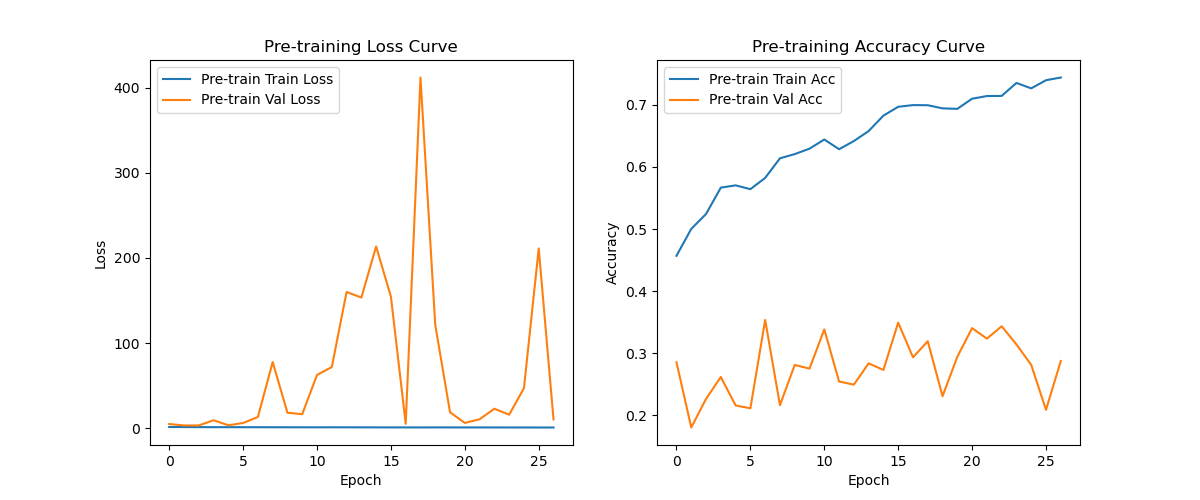 Pre-training Loss Curve
Pre-train Train Loss
Pre-train Val Loss
400
300
200
100
0
Loss
0 5 10 15 20 25
Epoch
Pre-training Accuracy Curve
Pre-train Train Acc
Pre-train Val Acc
0.7
0.6
0.5
0.4
0.3
0.2
Accuracy
0 5 10 15 20 25
Epoch